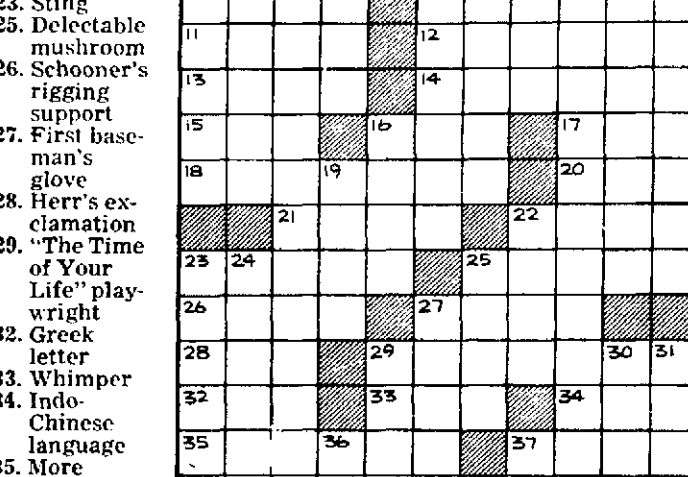 23. Sting
25. Delectable
mushroom
26. Schooner's
rigging
support
27. First base-
man's
glove
28. Herr's ex-
clamation
29. "The Time
of Your
Life" play-
wright
32. Greek
letter
33. Whimper
34. Indo-
Chinese
language
35. More
11 12
13 14
15 16 17
18 19 20
21 22
23 24 25
26 27
28 29 30 31
32 33 34
35 36 37